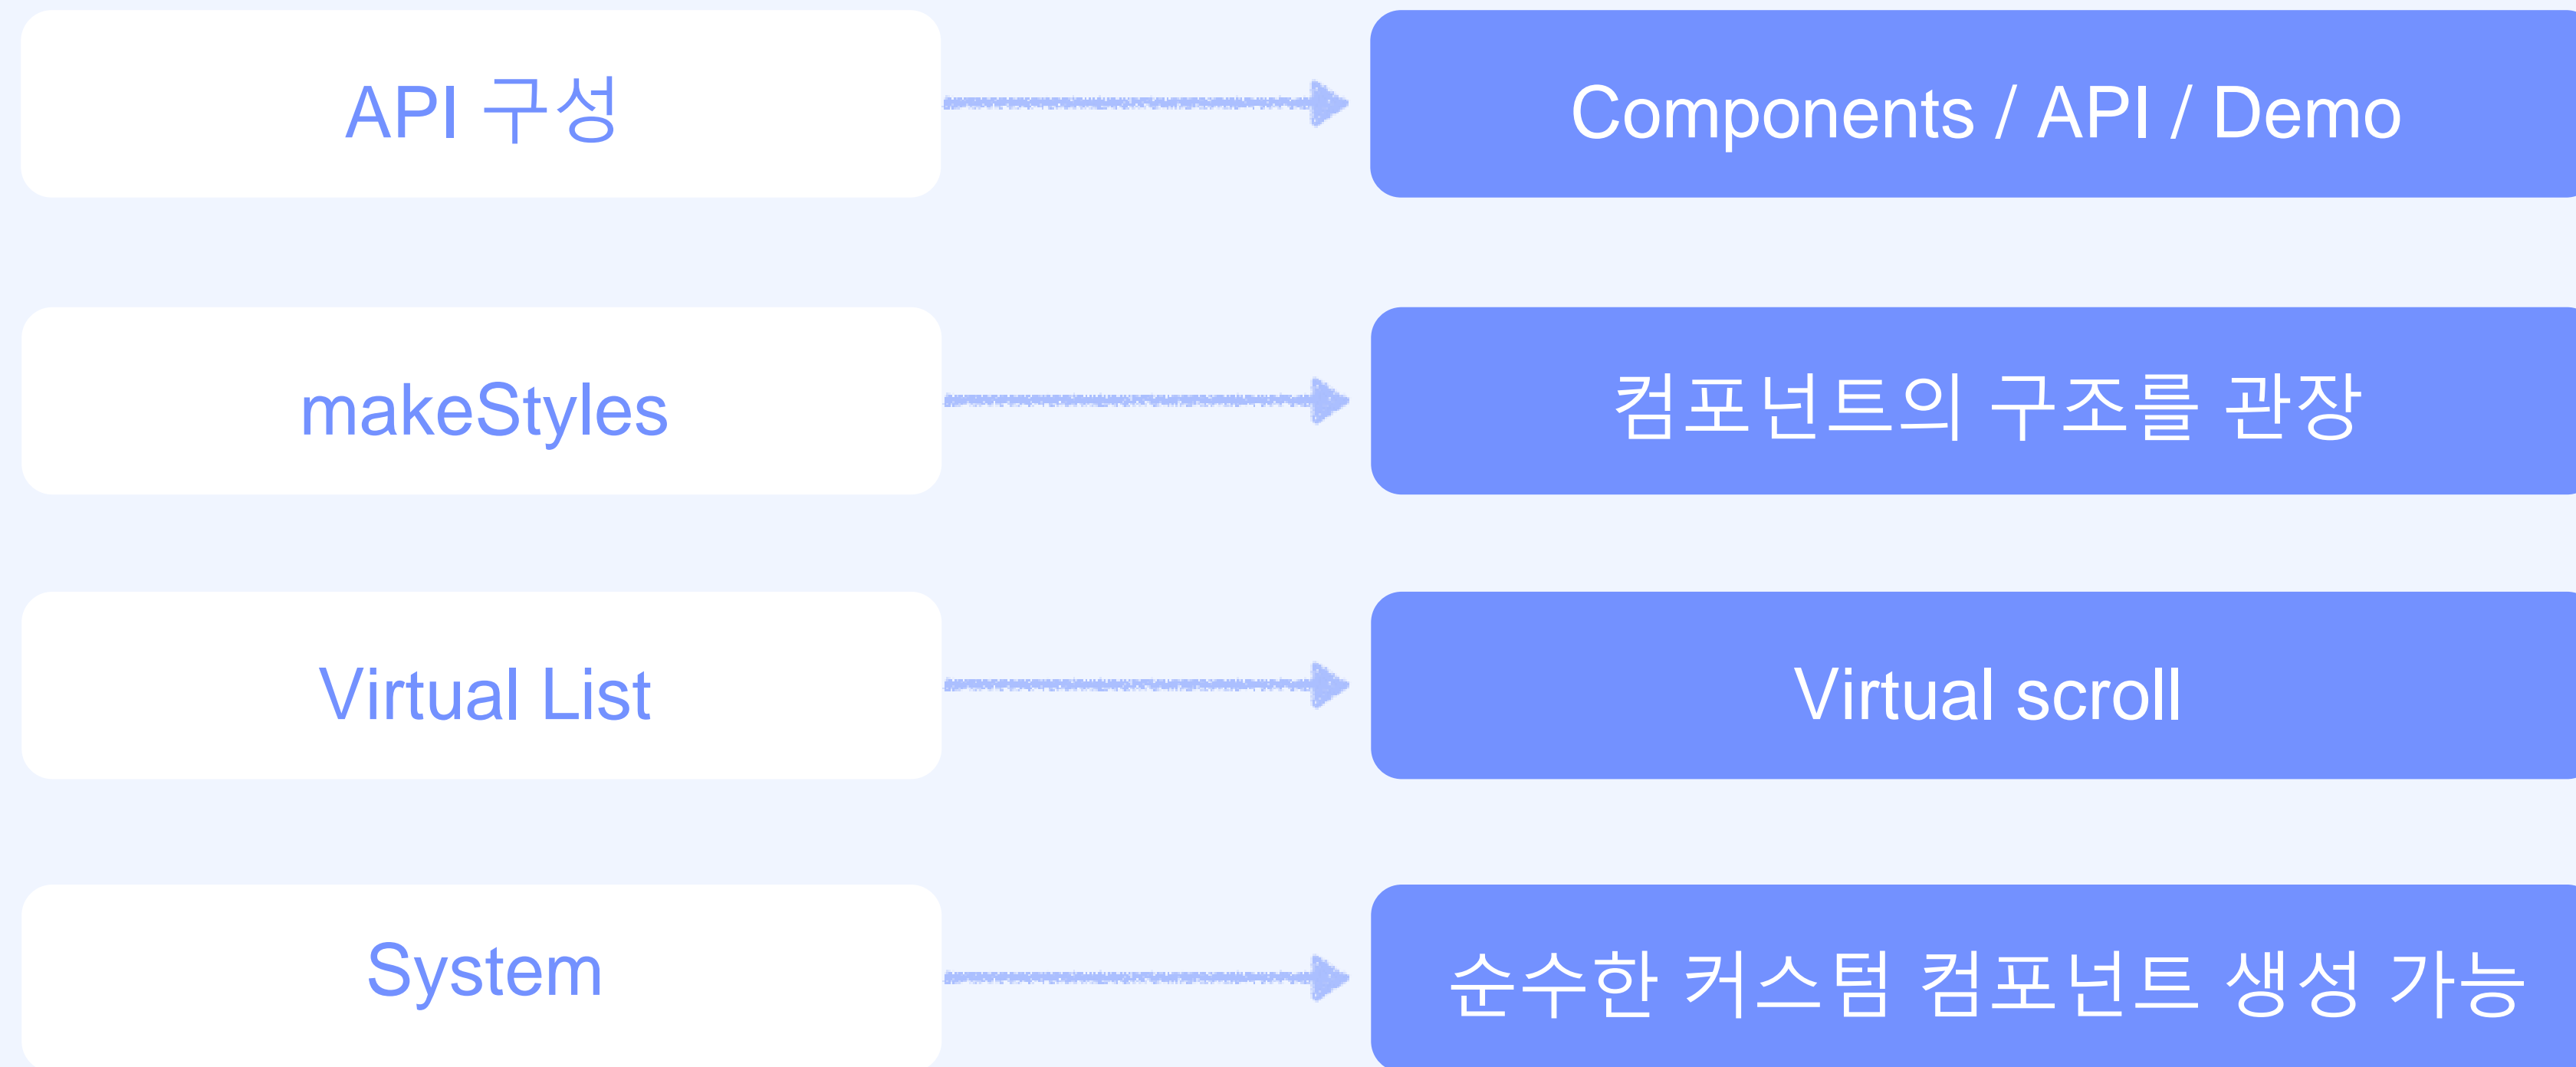 API 구성
Components / API / Demo
makeStyles
컴포넌트의 구조를 관장
Virtual List
Virtual scroll
System
순수한 커스텀 컴포넌트 생성 가능